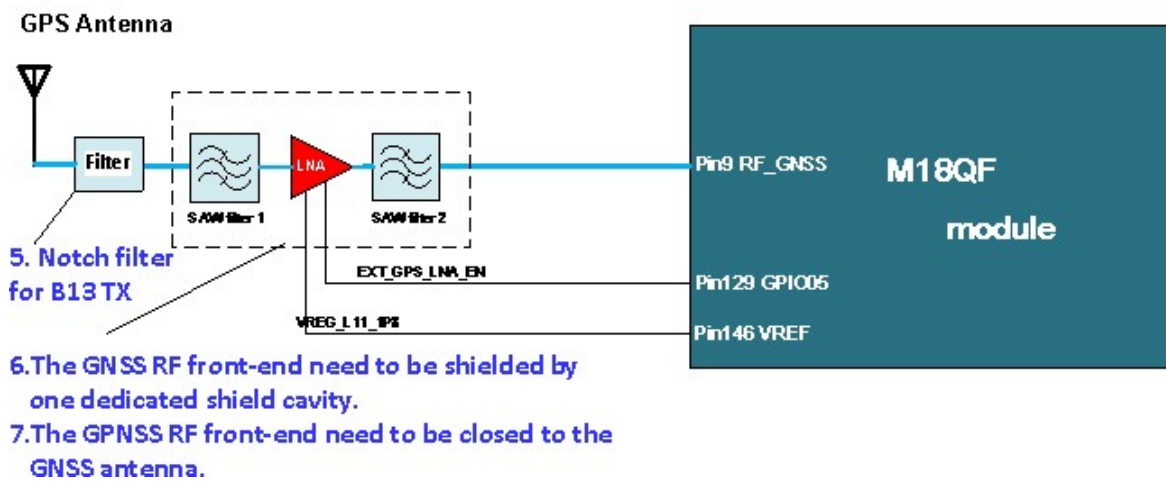 GPS Antenna
Filter
SAW filter 1
LNA
SAW filter 2
Pin9 RF_GNSS
M18QF
module
5. Notch filter
for B13 TX
EXT_GPS_LNA_EN
Pin129 GPIO05
VREG_L11_1P8
Pin146 VREF
6.The GNSS RF front-end need to be shielded by
one dedicated shield cavity.
7.The GPNSS RF front-end need to be closed to the
GNSS antenna.